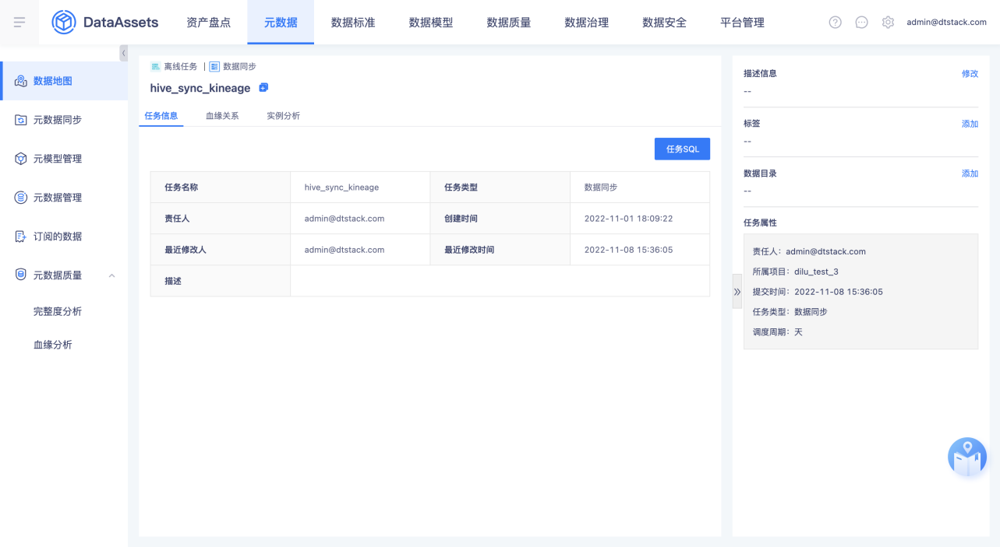 DataAssets
资产盘点
元数据
数据标准
数据模型
数据质量
数据治理
数据安全
平台管理
admin@dtstack.com
数据地图
元数据同步
元模型管理
元数据管理
订阅的数据
元数据质量
完整度分析
血缘分析
离线任务 | 数据同步
hive_sync_kineage
任务信息 血缘关系 实例分析
任务SQL
任务名称 hive_sync_kineage 任务类型 数据同步
责任人 admin@dtstack.com 创建时间 2022-11-01 18:09:22
最近修改人 admin@dtstack.com 最近修改时间 2022-11-08 15:36:05
描述
描述信息 修改
--
标签 添加
--
数据目录 添加
--
任务属性
责任人：admin@dtstack.com
所属项目：dilu_test_3
提交时间：2022-11-08 15:36:05
任务类型：数据同步
调度周期：天